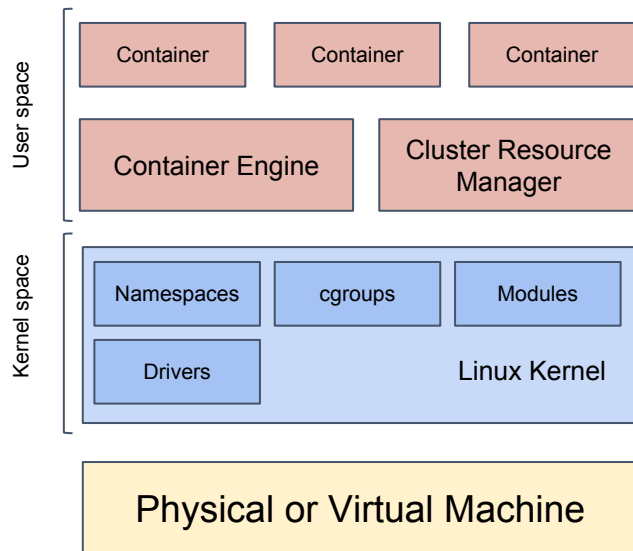 Container
Container
Container
User space
Container Engine
Cluster Resource
Manager
Kernel space
Namespaces
cgroups
Modules
Drivers
Linux Kernel
Physical or Virtual Machine